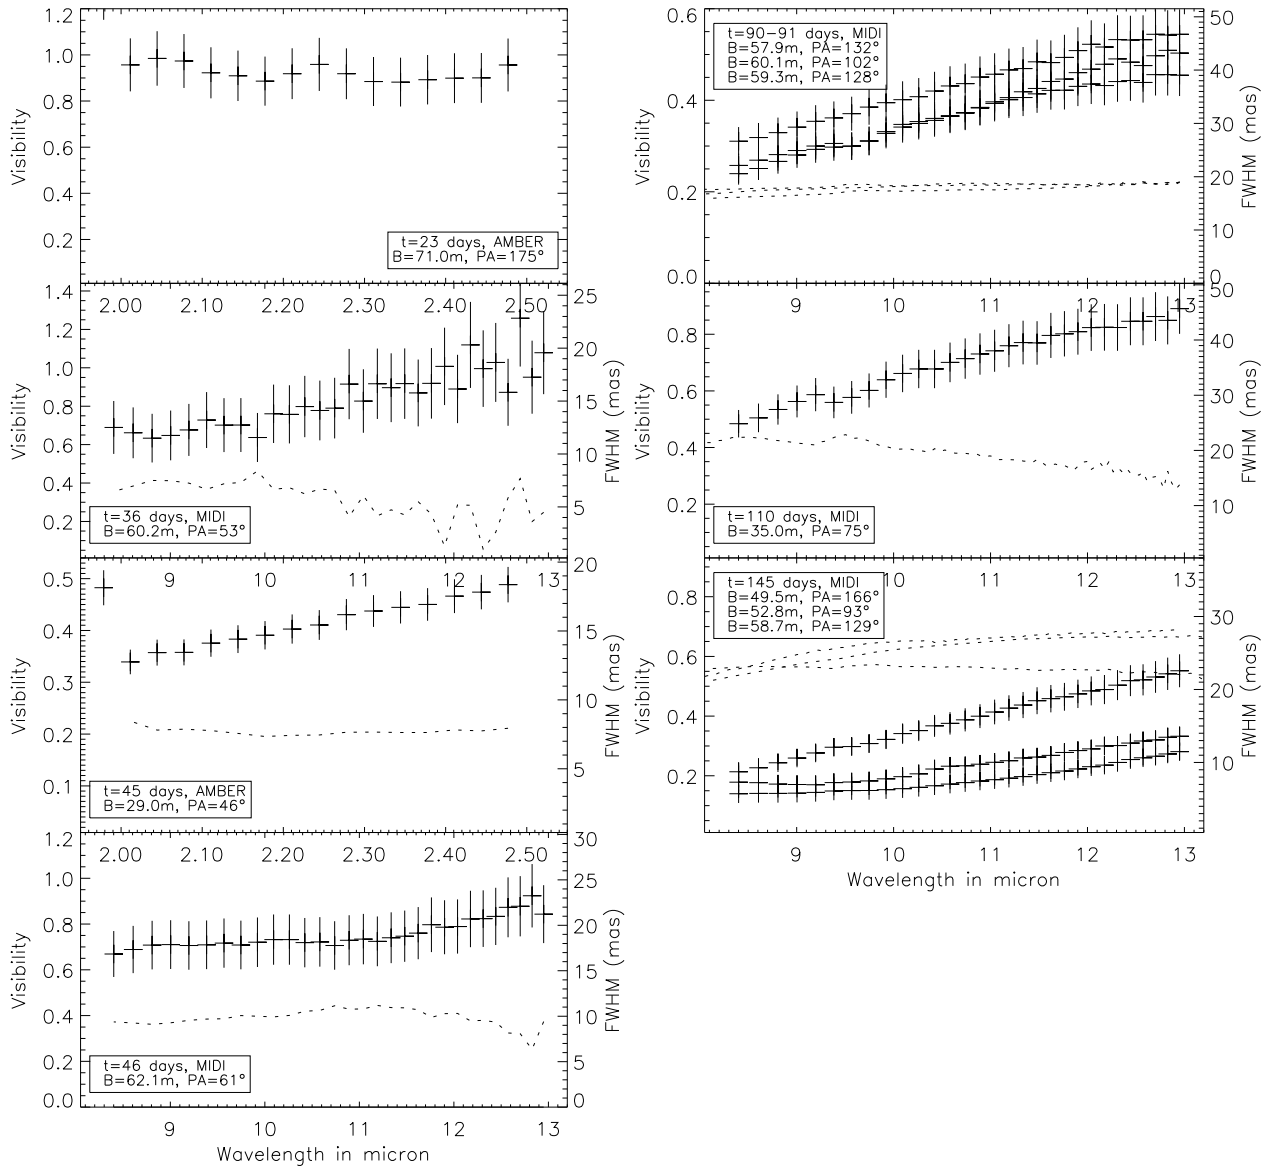 1.2
1.0
0.8
0.6
0.4
0.2
Visibility
t=23 days, AMBER
B=71.0m, PA=175°
2.00 2.10 2.20 2.30 2.40 2.50
1.4
1.2
1.0
0.8
0.6
0.4
0.2
Visibility
25
20
15
10
5
FWHM (mas)
t=36 days, MIDI
B=60.2m, PA=53°
9 10 11 12 13
0.5
0.4
0.3
0.2
0.1
Visibility
20
15
10
5
FWHM (mas)
t=45 days, AMBER
B=29.0m, PA=46°
2.00 2.10 2.20 2.30 2.40 2.50
1.2
1.0
0.8
0.6
0.4
0.2
0.0
Visibility
30
25
20
15
10
5
0
FWHM (mas)
t=46 days, MIDI
B=62.1m, PA=61°
9 10 11 12 13
Wavelength in micron
0.6
0.4
0.2
0.0
Visibility
50
40
30
20
10
0
FWHM (mas)
t=90−91 days, MIDI
B=57.9m, PA=132°
B=60.1m, PA=102°
B=59.3m, PA=128°
9 10 11 12 13
0.8
0.6
0.4
0.2
Visibility
50
40
30
20
10
FWHM (mas)
t=110 days, MIDI
B=35.0m, PA=75°
10 11 12 13
0.8
0.6
0.4
0.2
Visibility
30
20
10
FWHM (mas)
t=145 days, MIDI
B=49.5m, PA=166°
B=52.8m, PA=93°
B=58.7m, PA=129°
9 10 11 12 13
Wavelength in micron